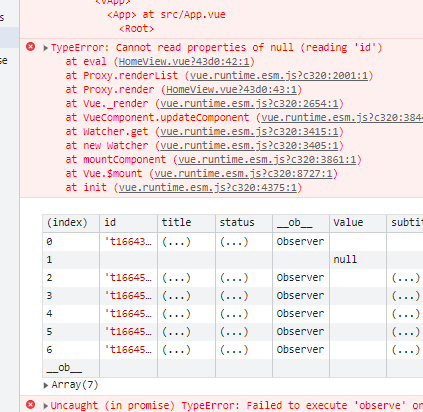 <VApp>
<App> at src/App.vue
<Root>
TypeError: Cannot read properties of null (reading 'id')
at eval (HomeView.vue?43d0:42:1)
at Proxy.renderList (vue.runtime.esm.js?c320:2001:1)
at Proxy.render (HomeView.vue?43d0:43:1)
at Vue._render (vue.runtime.esm.js?c320:2654:1)
at VueComponent.updateComponent (vue.runtime.esm.js?c320:3844
at Watcher.get (vue.runtime.esm.js?c320:3415:1)
at new Watcher (vue.runtime.esm.js?c320:3405:1)
at mountComponent (vue.runtime.esm.js?c320:3861:1)
at Vue.$mount (vue.runtime.esm.js?c320:8727:1)
at init (vue.runtime.esm.js?c320:4375:1)
(index) id title status __ob__ Value subtit
0 't16643… (...) (...) Observer
1 null
2 't16645… (...) (...) Observer (...)
3 't16645… (...) (...) Observer (...)
4 't16645… (...) (...) Observer (...)
5 't16645… (...) (...) Observer (...)
6 't16645… (...) (...) Observer (...)
__ob__
Array(7)
Uncaught (in promise) TypeError: Failed to execute 'observe' on